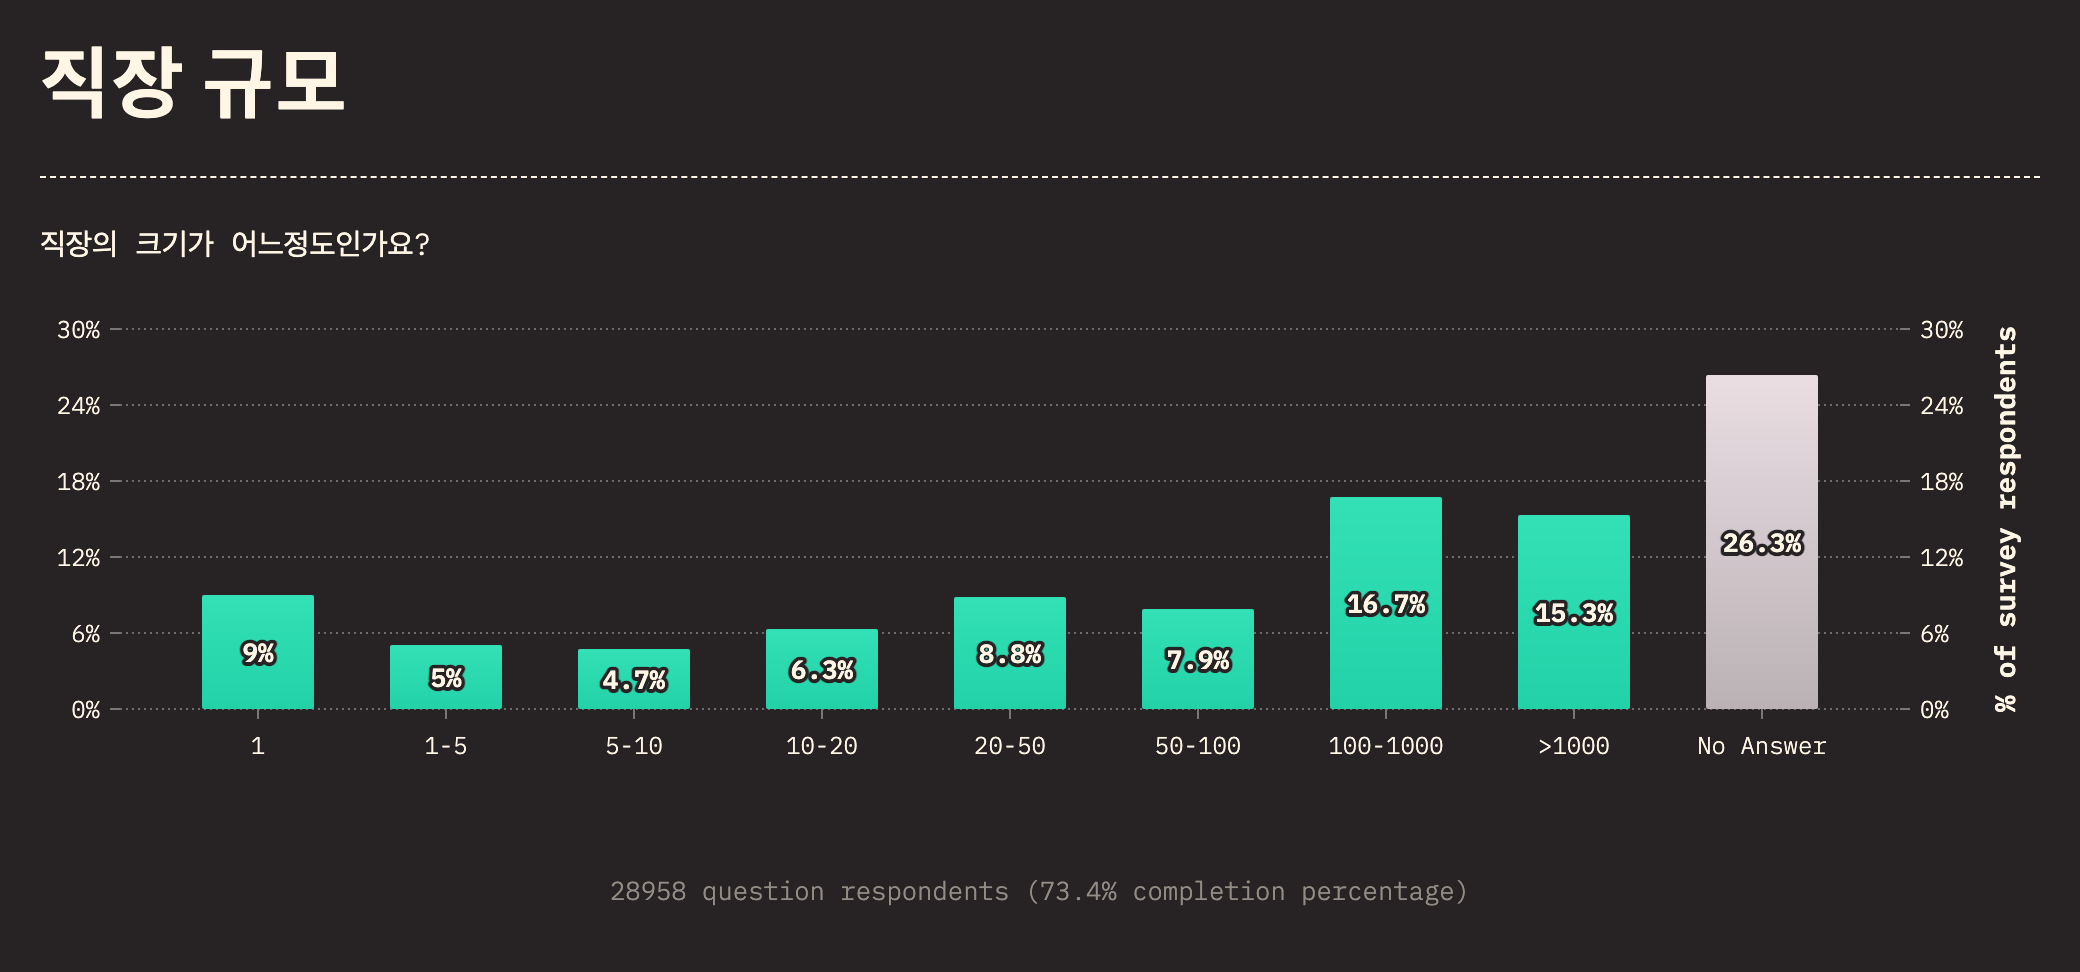 직장 규모
직장의 크기가 어느정도인가요?
30% 30%
24% 24%
18% 18%
12% 12%
6% 6%
0% 0%
% of survey respondents
9% 5% 4.7% 6.3% 8.8% 7.9% 16.7% 15.3% 26.3%
1 1-5 5-10 10-20 20-50 50-100 100-1000 >1000 No Answer
28958 question respondents (73.4% completion percentage)